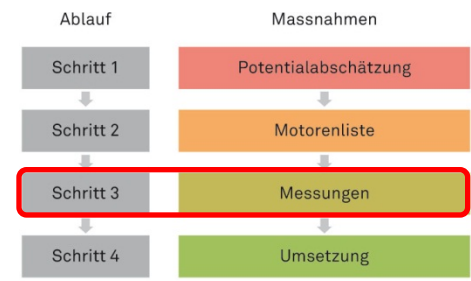 Ablauf Massnahmen
Schritt 1 Potentialabschätzung
Schritt 2 Motorenliste
Schritt 3 Messungen
Schritt 4 Umsetzung